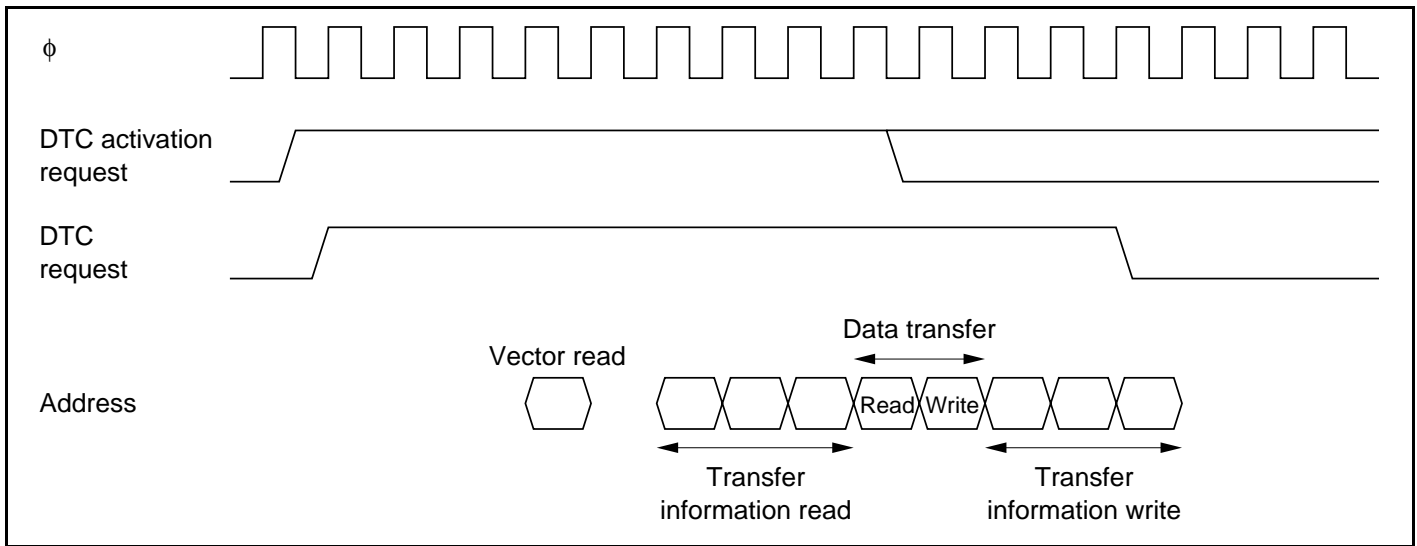 ϕ
DTC activation
request
DTC
request
Data transfer
Vector read
Address
Read
Write
Transfer
information read
Transfer
information write